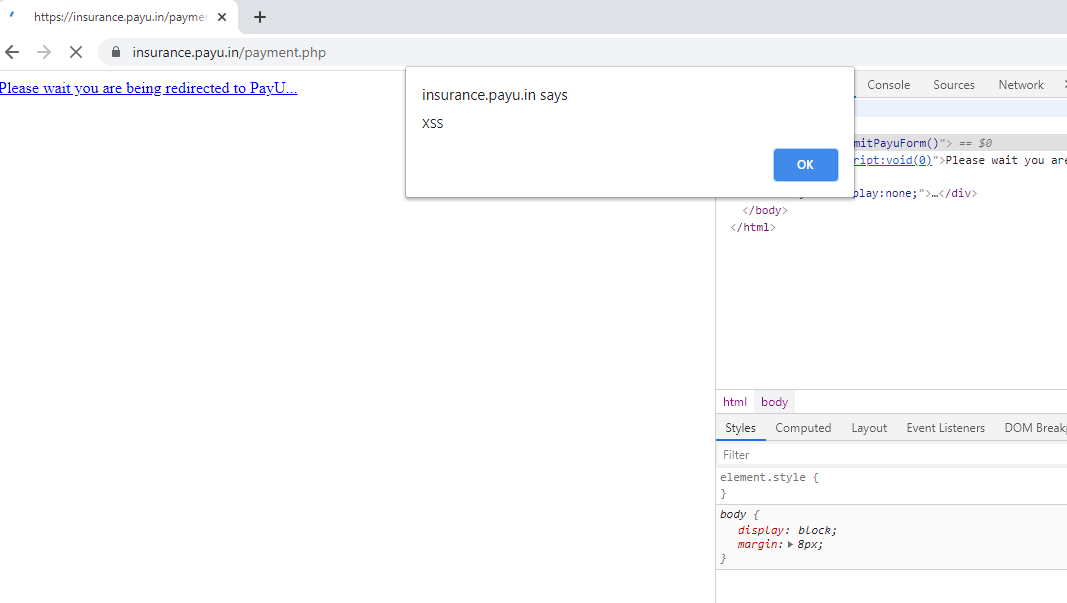 https://insurance.payu.in/paymen
insurance.payu.in/payment.php
Please wait you are being redirected to PayU...
insurance.payu.in says
XSS
OK
Console Sources Network
mitPayuForm()"> == $0
ript:void(0)">Please wait you are
play:none;">…</div>
</body>
</html>
html body
Styles Computed Layout Event Listeners DOM Breakp
Filter
element.style {
}
body {
display: block;
margin: 8px;
}